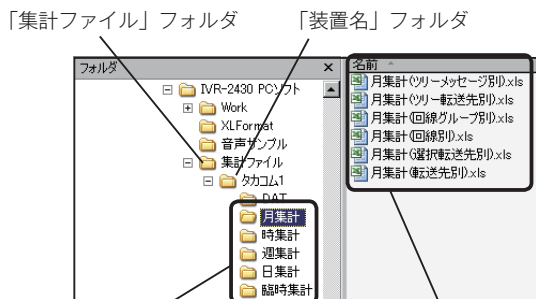 「集計ファイル」フォルダ
「装置名」フォルダ
フォルダ
IVR-2430 PCソフト
Work
XLFormat
音声サンプル
集計ファイル
タカコム1
DAT
月集計
時集計
週集計
日集計
臨時集計
名前
月集計(ツリーメッセージ別).xls
月集計(ツリー転送先別).xls
月集計(回線グループ別).xls
月集計(回線別).xls
月集計(選択転送先別).xls
月集計(転送先別).xls